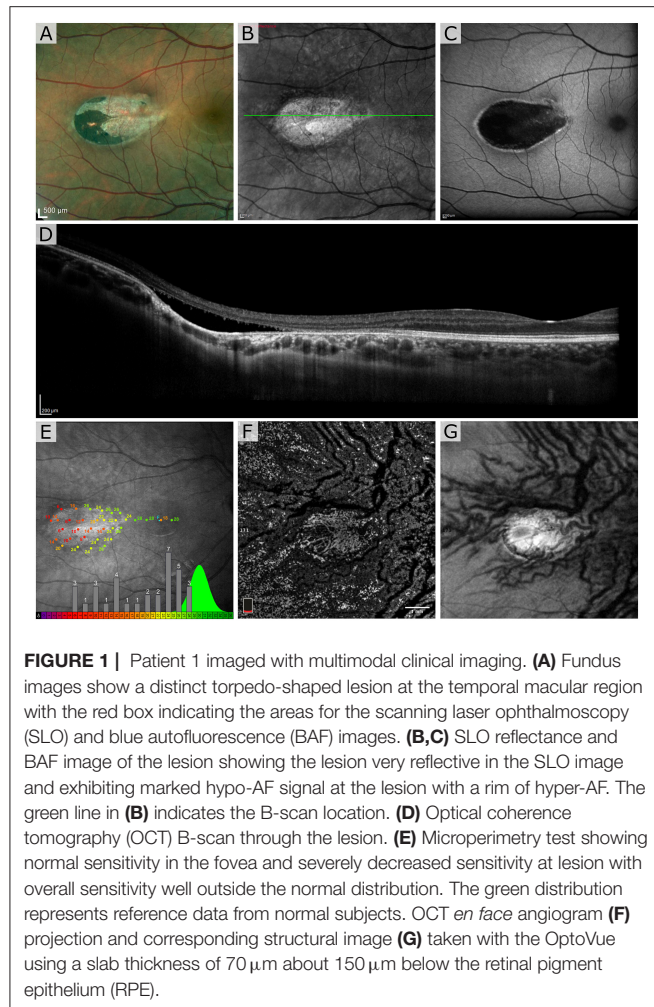 A
B
C
500 µm
D
200 µm
E
F
G
FIGURE 1 | Patient 1 imaged with multimodal clinical imaging. (A) Fundus
images show a distinct torpedo-shaped lesion at the temporal macular region
with the red box indicating the areas for the scanning laser ophthalmoscopy
(SLO) and blue autofluorescence (BAF) images. (B,C) SLO reflectance and
BAF image of the lesion showing the lesion very reflective in the SLO image
and exhibiting marked hypo-AF signal at the lesion with a rim of hyper-AF. The
green line in (B) indicates the B-scan location. (D) Optical coherence
tomography (OCT) B-scan through the lesion. (E) Microperimetry test showing
normal sensitivity in the fovea and severely decreased sensitivity at lesion with
overall sensitivity well outside the normal distribution. The green distribution
represents reference data from normal subjects. OCT en face angiogram (F)
projection and corresponding structural image (G) taken with the OptoVue
using a slab thickness of 70 µm about 150 µm below the retinal pigment
epithelium (RPE).